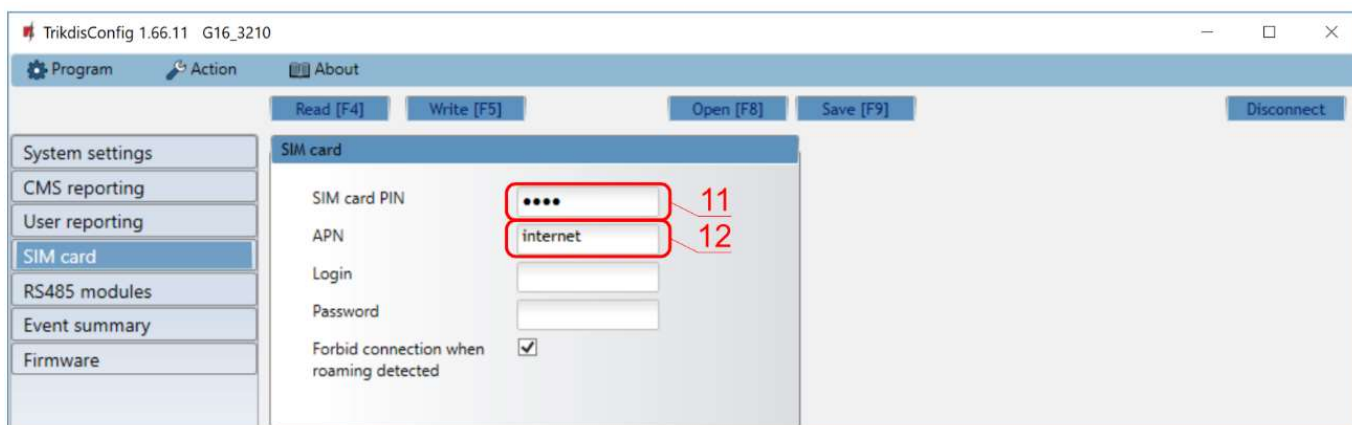 TrikdisConfig 1.66.11 G16_3210
Program Action About
Read [F4] Write [F5] Open [F8] Save [F9] Disconnect
System settings
CMS reporting
User reporting
SIM card
RS485 modules
Event summary
Firmware
SIM card
SIM card PIN •••• 11
APN internet 12
Login
Password
Forbid connection when
roaming detected